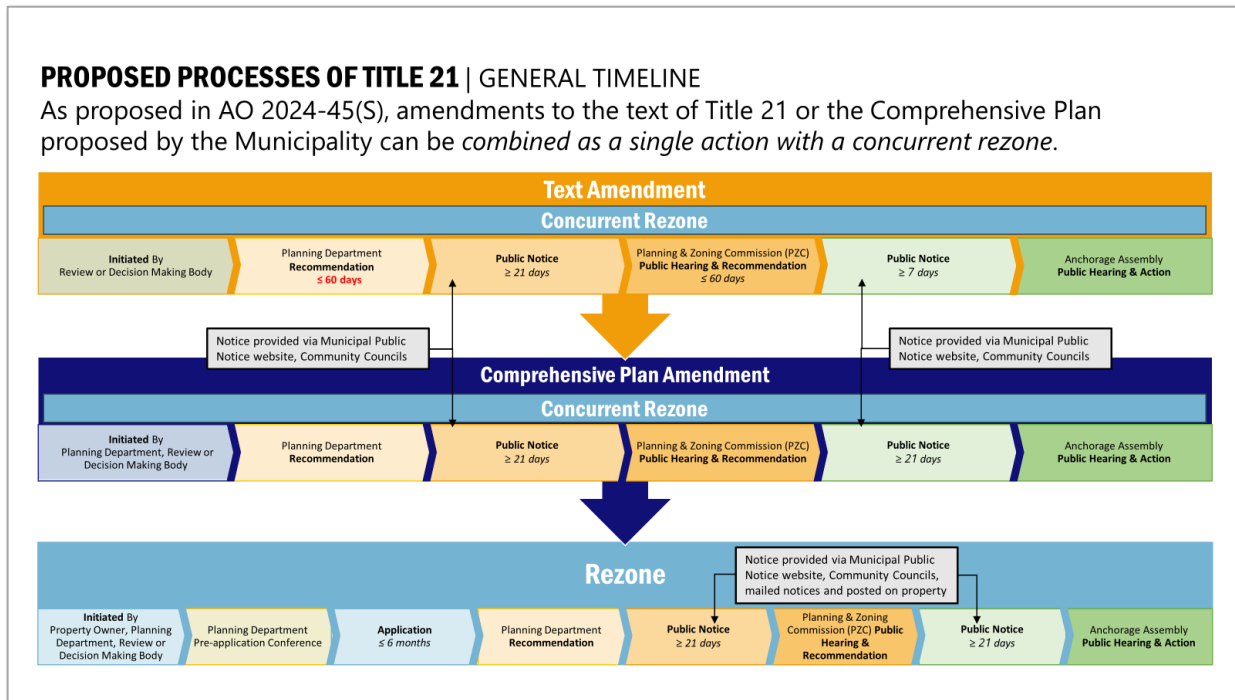 PROPOSED PROCESSES OF TITLE 21 | GENERAL TIMELINE
As proposed in AO 2024-45(S), amendments to the text of Title 21 or the Comprehensive Plan
proposed by the Municipality can be combined as a single action with a concurrent rezone.
Text Amendment
Concurrent Rezone
Initiated By
Review or Decision Making Body
Planning Department
Recommendation
≤ 60 days
Public Notice
≥ 21 days
Planning & Zoning Commission (PZC)
Public Hearing & Recommendation
≤ 60 days
Public Notice
≥ 7 days
Anchorage Assembly
Public Hearing & Action
Notice provided via Municipal Public
Notice website, Community Councils
Notice provided via Municipal Public
Notice website, Community Councils
Comprehensive Plan Amendment
Concurrent Rezone
Initiated By
Planning Department, Review or
Decision Making Body
Planning Department
Recommendation
Public Notice
≥ 21 days
Planning & Zoning Commission (PZC)
Public Hearing & Recommendation
Public Notice
≥ 21 days
Anchorage Assembly
Public Hearing & Action
Rezone
Notice provided via Municipal Public
Notice website, Community Councils,
mailed notices and posted on property
Initiated By
Property Owner, Planning
Department, Review or
Decision Making Body
Planning Department
Pre-application Conference
Application
≤ 6 months
Planning Department
Recommendation
Public Notice
≥ 21 days
Planning & Zoning
Commission (PZC) Public
Hearing &
Recommendation
Public Notice
≥ 21 days
Anchorage Assembly
Public Hearing & Action